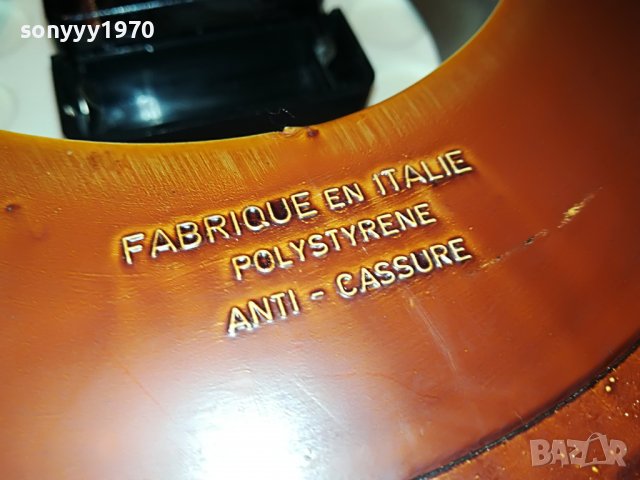 sonyyy1970
FABRIQUE EN ITALIE
POLYSTYRENE
ANTI - CASSURE
BAZAR